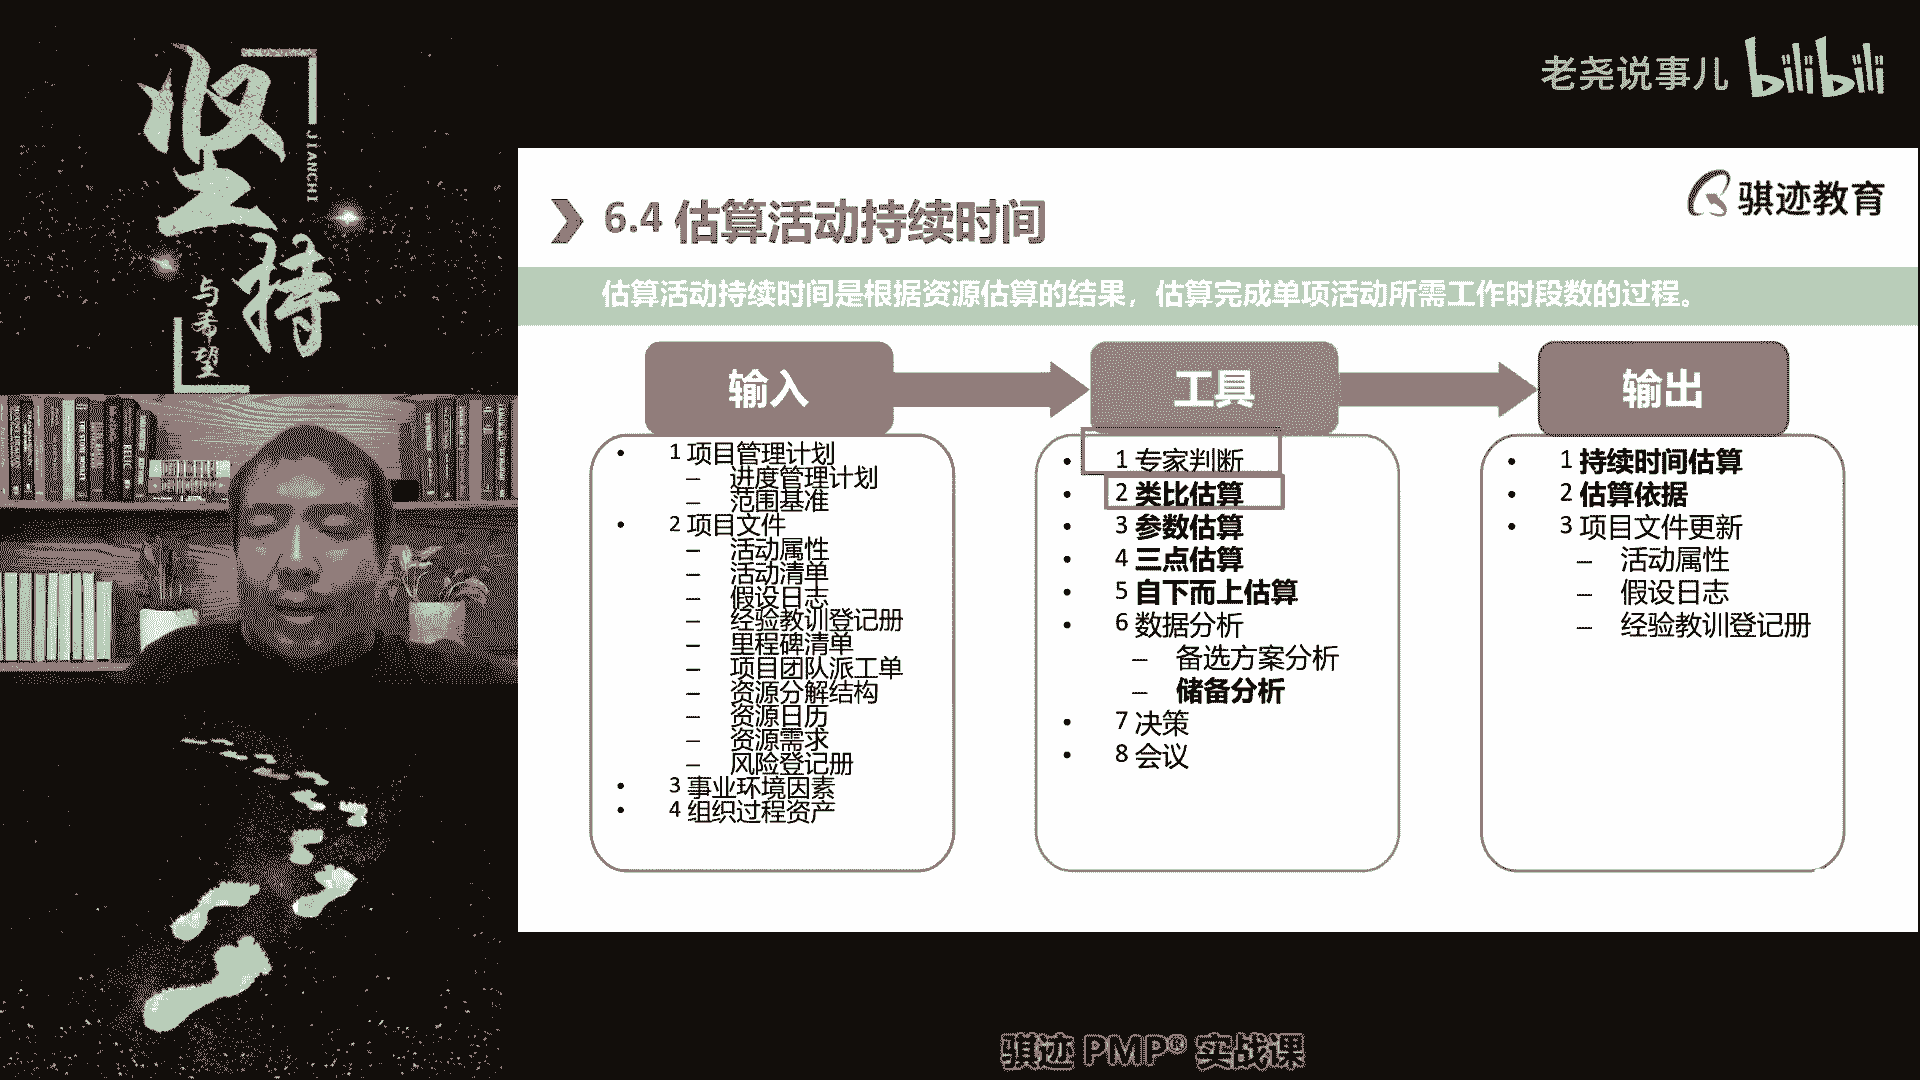 坚持
JIANCHI
与希望
老尧说事儿 bilibili
骐迹教育
6.4 估算活动持续时间
估算活动持续时间是根据资源估算的结果，估算完成单项活动所需工作时段数的过程。
输入
• 1 项目管理计划
– 进度管理计划
– 范围基准
• 2 项目文件
– 活动属性
– 活动清单
– 假设日志
– 经验教训登记册
– 里程碑清单
– 项目团队派工单
– 资源分解结构
– 资源日历
– 资源需求
– 风险登记册
• 3 事业环境因素
• 4 组织过程资产
工具
• 1 专家判断
• 2 类比估算
• 3 参数估算
• 4 三点估算
• 5 自下而上估算
• 6 数据分析
– 备选方案分析
– 储备分析
• 7 决策
• 8 会议
输出
• 1 持续时间估算
• 2 估算依据
• 3 项目文件更新
– 活动属性
– 假设日志
– 经验教训登记册
骐迹 PMP® 实战课